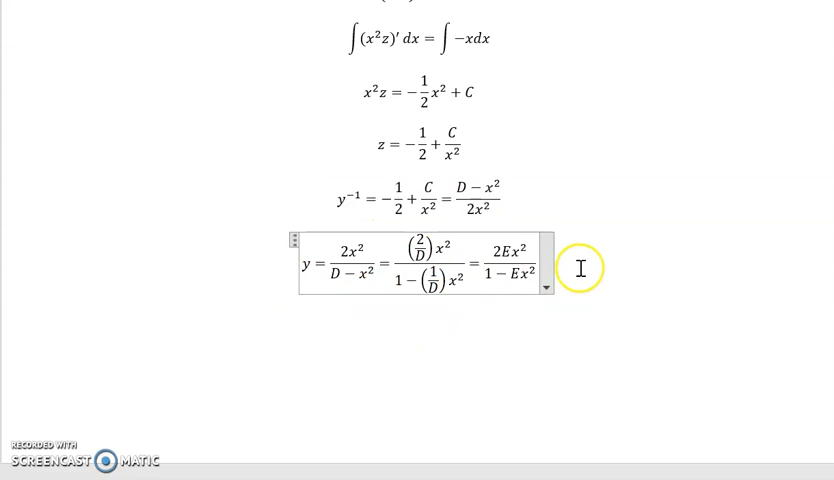 ∫(x²z)′ dx = ∫ −xdx
x²z = −1/2 x² + C
z = −1/2 + C/x²
y⁻¹ = −1/2 + C/x² = (D − x²)/(2x²)
y = 2x²/(D − x²) = ((2/D)x²)/(1 − (1/D)x²) = 2Ex²/(1 − Ex²)
RECORDED WITH
SCREENCAST MATIC